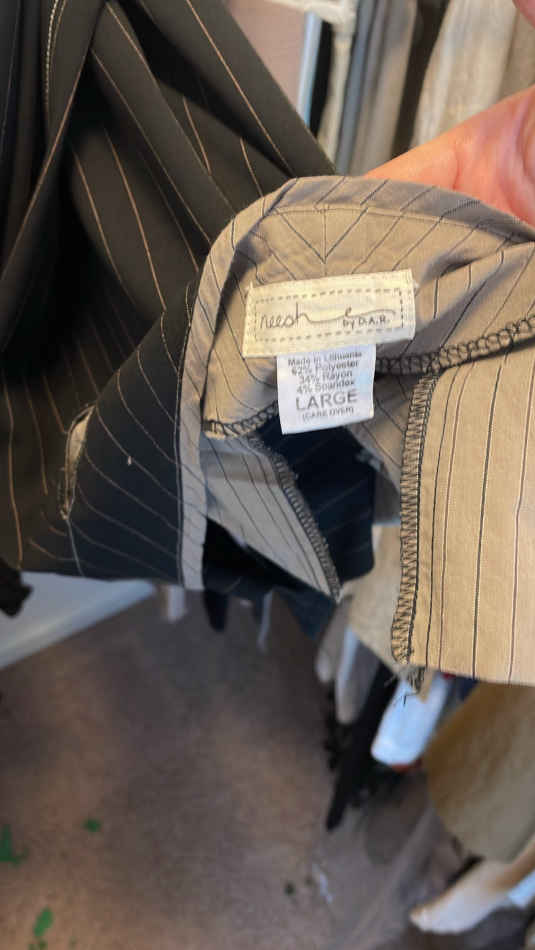 neesh
by D.A.R.
Made in Lithuania
62% Polyester
34% Rayon
4% Spandex
LARGE
(CARE OVER)